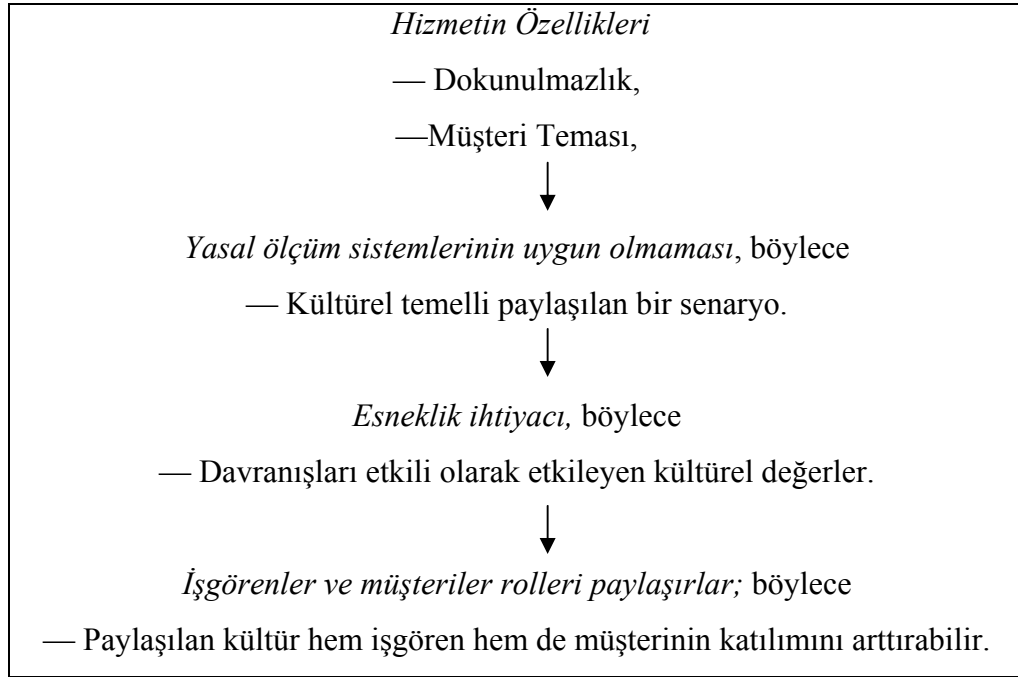 Hizmetin Özellikleri
— Dokunulmazlık,
—Müşteri Teması,
Yasal ölçüm sistemlerinin uygun olmaması, böylece
— Kültürel temelli paylaşılan bir senaryo.
Esneklik ihtiyacı, böylece
— Davranışları etkili olarak etkileyen kültürel değerler.
İşgörenler ve müşteriler rolleri paylaşırlar; böylece
— Paylaşılan kültür hem işgören hem de müşterinin katılımını arttırabilir.